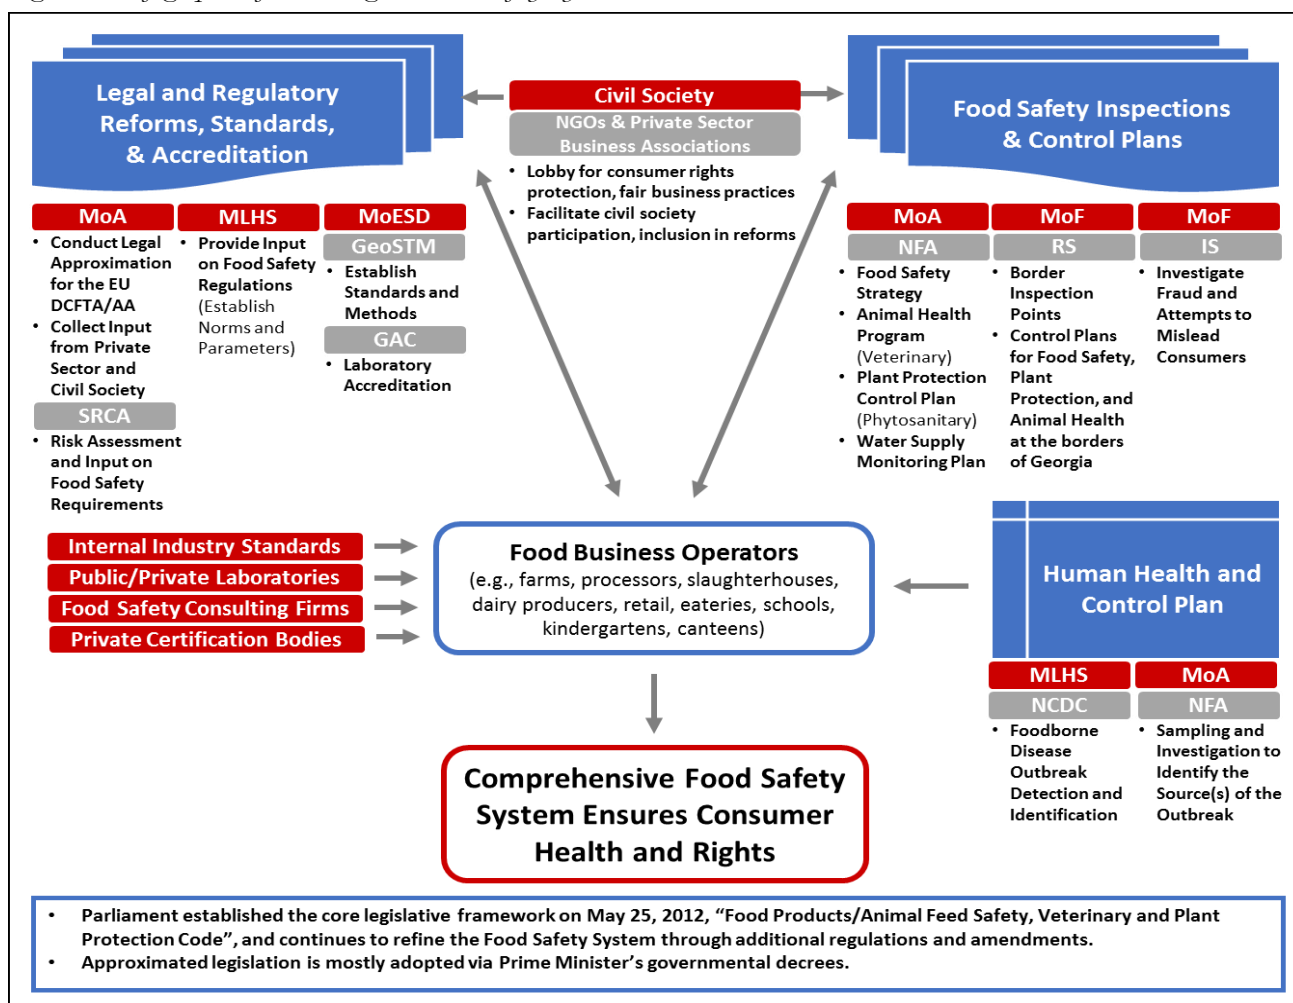 Legal and Regulatory
Reforms, Standards,
& Accreditation
Civil Society
NGOs & Private Sector
Business Associations
• Lobby for consumer rights
protection, fair business practices
• Facilitate civil society
participation, inclusion in reforms
Food Safety Inspections
& Control Plans
MoA
• Conduct Legal
Approximation
for the EU
DCFTA/AA
• Collect Input
from Private
Sector and
Civil Society
SRCA
• Risk Assessment
and Input on
Food Safety
Requirements
MLHS
• Provide Input
on Food Safety
Regulations
(Establish
Norms and
Parameters)
MoESD
GeoSTM
• Establish
Standards and
Methods
GAC
• Laboratory
Accreditation
MoA
NFA
• Food Safety
Strategy
• Animal Health
Program
(Veterinary)
• Plant Protection
Control Plan
(Phytosanitary)
• Water Supply
Monitoring Plan
MoF
RS
• Border
Inspection
Points
• Control Plans
for Food Safety,
Plant
Protection, and
Animal Health
at the borders
of Georgia
MoF
IS
• Investigate
Fraud and
Attempts to
Mislead
Consumers
Internal Industry Standards
Public/Private Laboratories
Food Safety Consulting Firms
Private Certification Bodies
Food Business Operators
(e.g., farms, processors, slaughterhouses,
dairy producers, retail, eateries, schools,
kindergartens, canteens)
Human Health and
Control Plan
MLHS
NCDC
• Foodborne
Disease
Outbreak
Detection and
Identification
MoA
NFA
• Sampling and
Investigation to
Identify the
Source(s) of the
Outbreak
Comprehensive Food Safety
System Ensures Consumer
Health and Rights
• Parliament established the core legislative framework on May 25, 2012, “Food Products/Animal Feed Safety, Veterinary and Plant
Protection Code”, and continues to refine the Food Safety System through additional regulations and amendments.
• Approximated legislation is mostly adopted via Prime Minister’s governmental decrees.